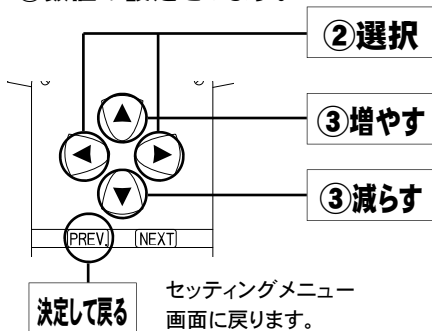 ②選択
③増やす
③減らす
PREV.
NEXT
決定して戻る
セッティングメニュー
画面に戻ります。